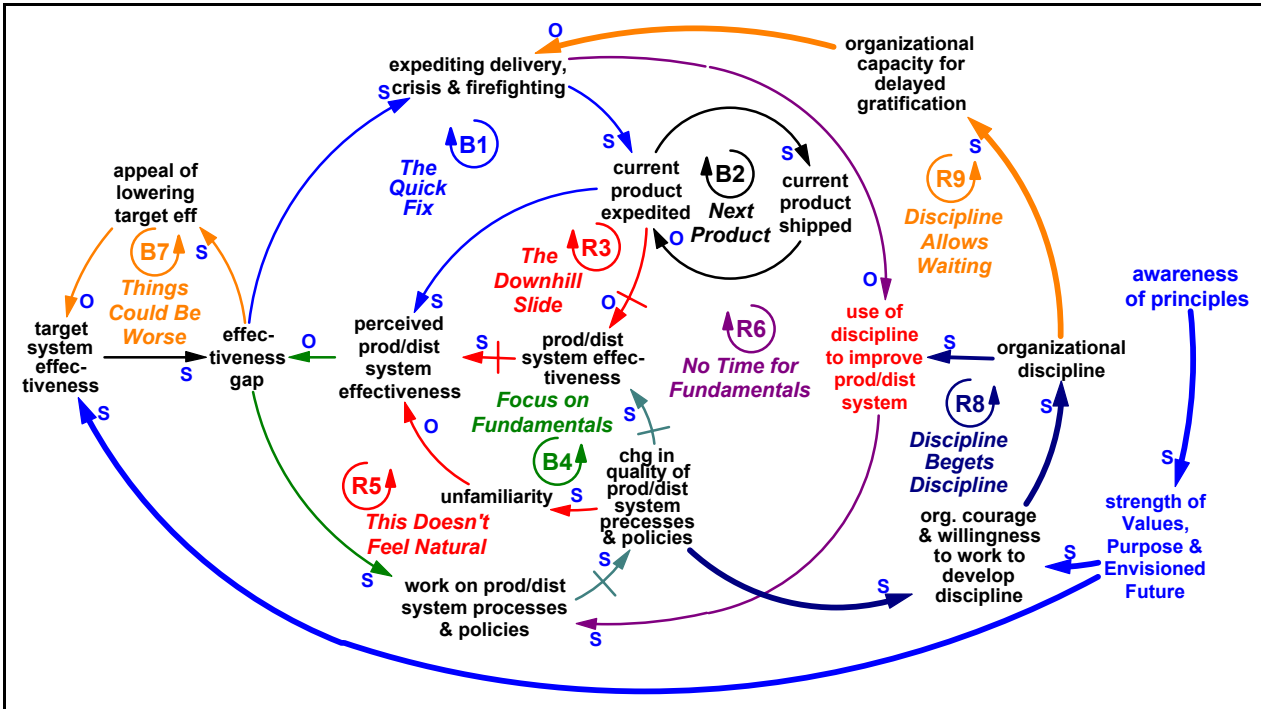 expediting delivery,
crisis & firefighting
O
organizational
capacity for
delayed
gratification
S
S
B1
The
Quick
Fix
S
current
product
expedited
B2
Next
Product
S
current
product
shipped
O
R9
Discipline
Allows
Waiting
S
appeal of
lowering
target eff
B7
Things
Could Be
Worse
S
O
R3
The
Downhill
Slide
O
S
R6
No Time for
Fundamentals
O
use of
discipline
to improve
prod/dist
system
S
organizational
discipline
awareness
of principles
target
system
effec-
tiveness
S
effec-
tiveness
gap
O
perceived
prod/dist
system
effectiveness
S
prod/dist
system effec-
tiveness
S
Focus on
Fundamentals
B4
S
O
R8
Discipline
Begets
Discipline
S
S
R5
This Doesn't
Feel Natural
unfamiliarity
S
chg in
quality of
prod/dist
system
precesses
& policies
S
S
work on prod/dist
system processes
& policies
S
S
org. courage
& willingness
to work to
develop
discipline
S
strength of
Values,
Purpose &
Envisioned
Future